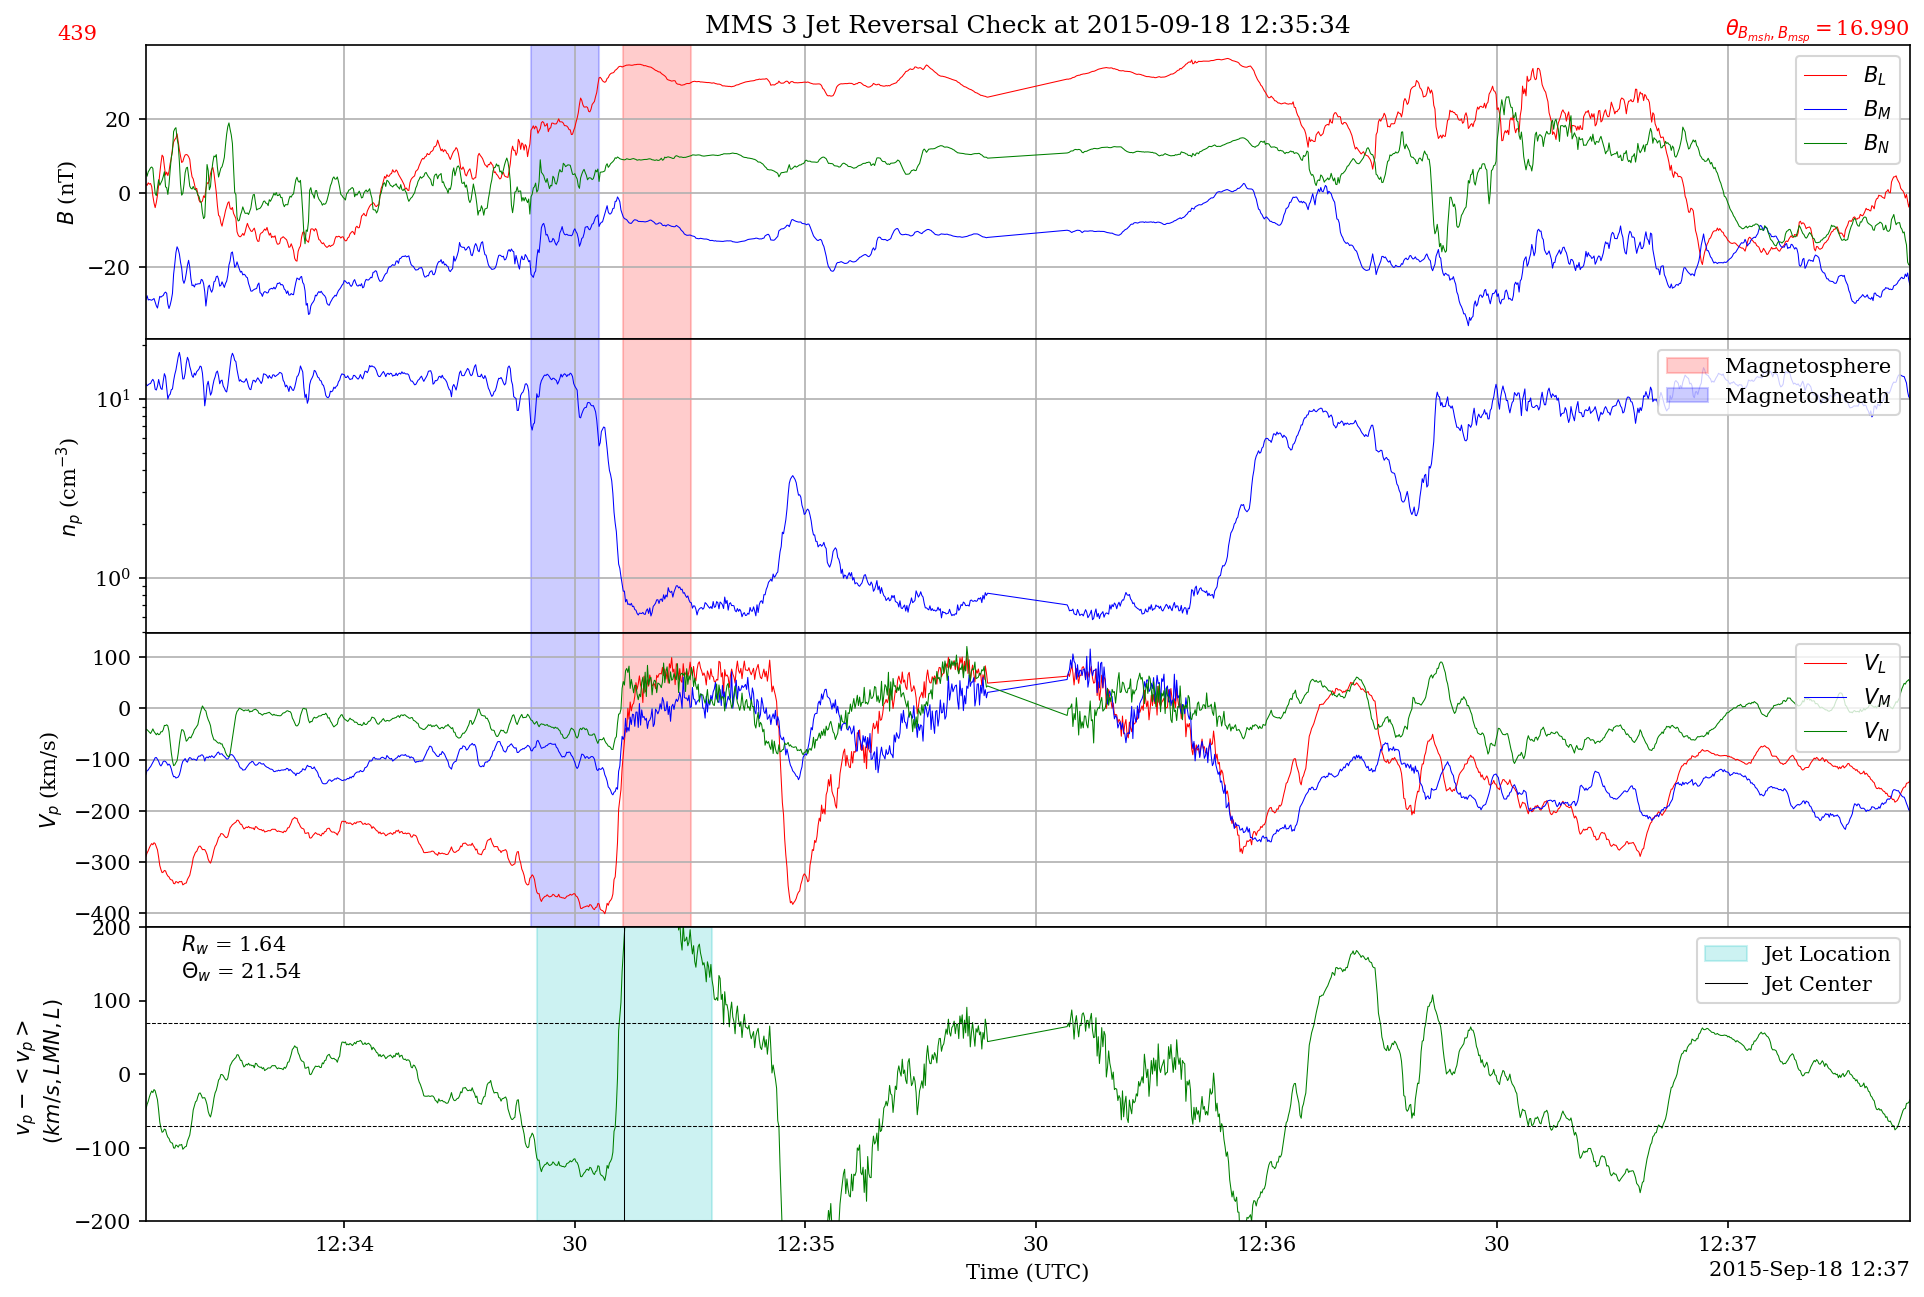 MMS 3 Jet Reversal Check at 2015-09-18 12:35:34
439
θ_{B_{msh}, B_{msp}} = 16.990
B (nT)
20
0
−20
B_L
B_M
B_N
n_p (cm^{−3})
10^1
10^0
Magnetosphere
Magnetosheath
V_p (km/s)
100
0
−100
−200
−300
−400
V_L
V_M
V_N
v_p − < v_p >
(km/s, LMN, L)
200
100
0
−100
−200
R_w = 1.64
Θ_w = 21.54
Jet Location
Jet Center
12:34
30
12:35
30
12:36
30
12:37
Time (UTC)
2015-Sep-18 12:37